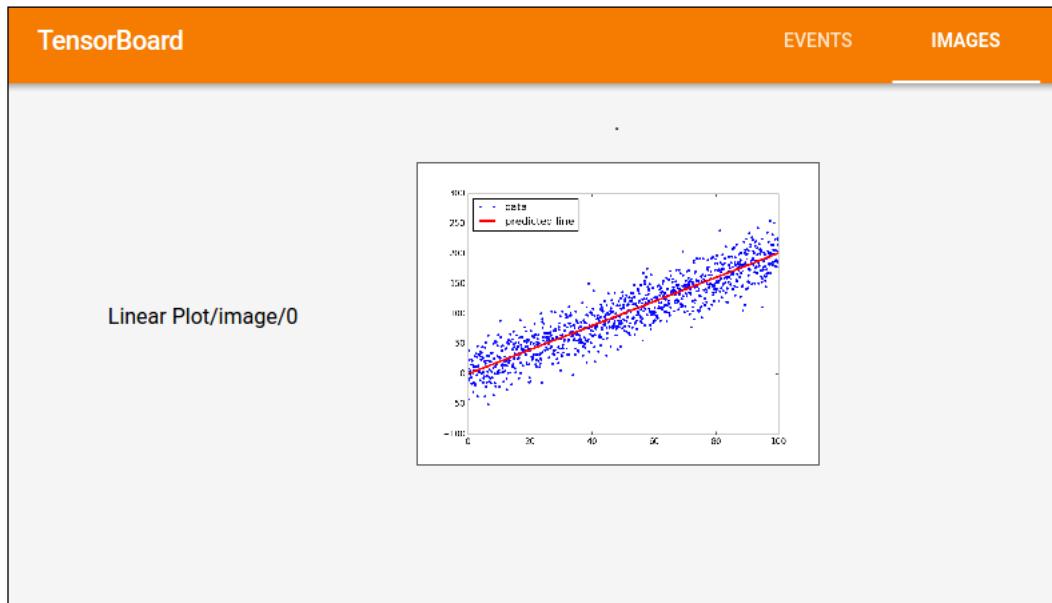 TensorBoard EVENTS IMAGES
Linear Plot/image/0
data
predicted line
300
250
200
150
100
50
0
50
−100
0 20 40 60 80 100